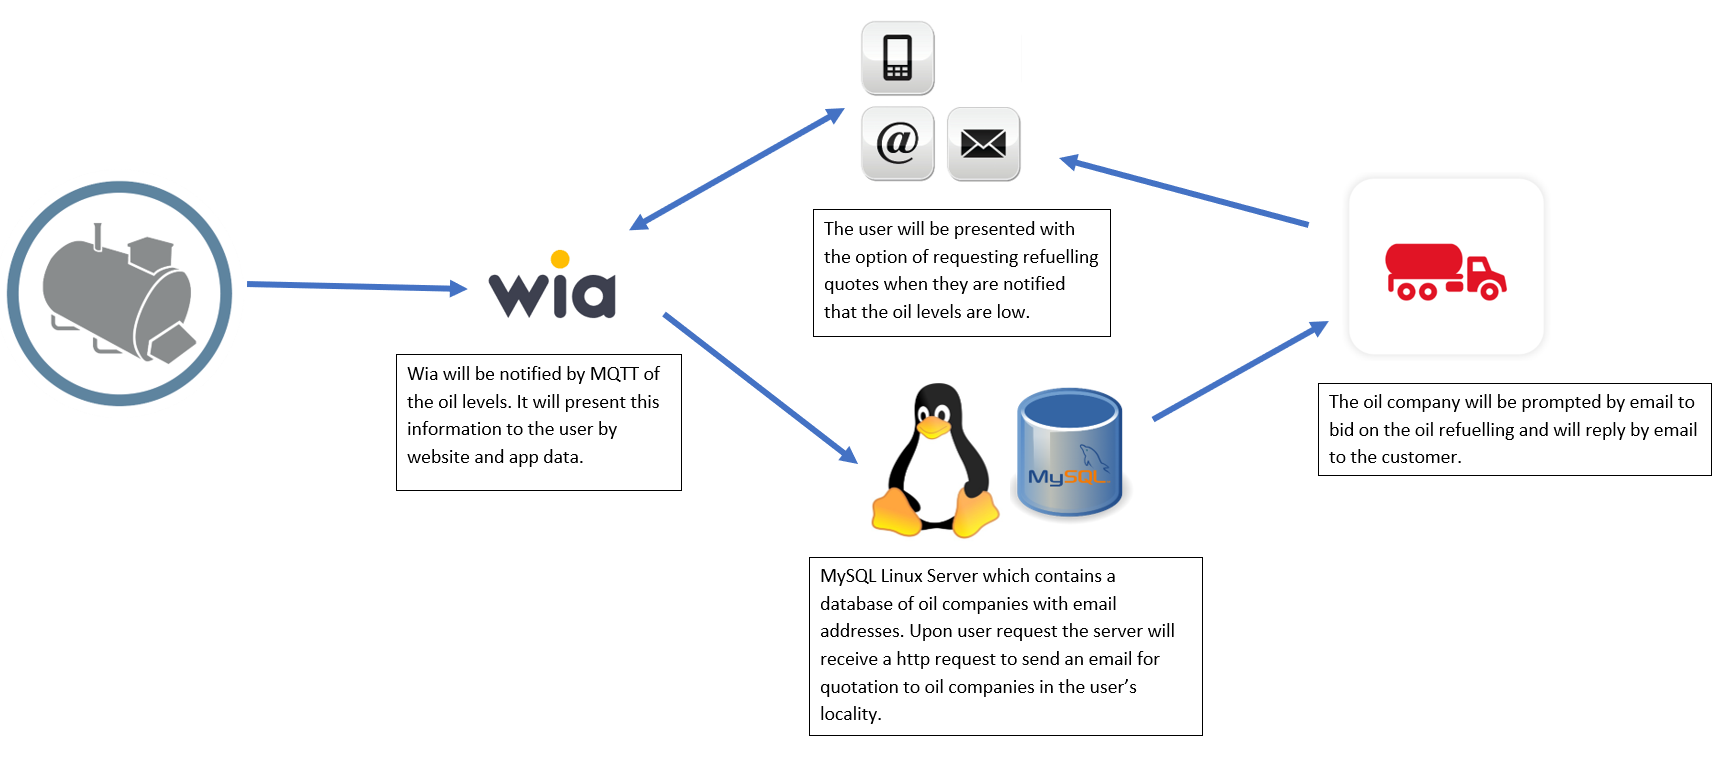 @
wia
The user will be presented with
the option of requesting refuelling
quotes when they are notified
that the oil levels are low.
Wia will be notified by MQTT of
the oil levels. It will present this
information to the user by
website and app data.
MySQL
The oil company will be prompted by email to
bid on the oil refuelling and will reply by email
to the customer.
MySQL Linux Server which contains a
database of oil companies with email
addresses. Upon user request the server will
receive a http request to send an email for
quotation to oil companies in the user’s
locality.